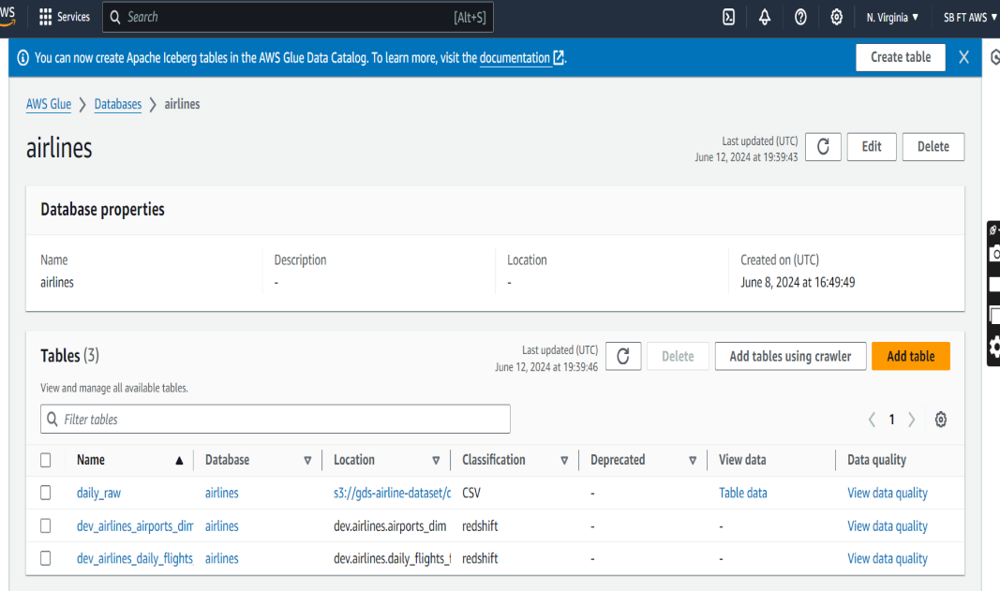 WS Services Search [Alt+S] N. Virginia SB FT AWS
You can now create Apache Iceberg tables in the AWS Glue Data Catalog. To learn more, visit the documentation. Create table
AWS Glue Databases airlines
airlines
Last updated (UTC)
June 12, 2024 at 19:39:43
Edit Delete
Database properties
Name Description Location Created on (UTC)
airlines - - June 8, 2024 at 16:49:49
Tables (3)
Last updated (UTC)
June 12, 2024 at 19:39:46
Delete Add tables using crawler Add table
View and manage all available tables.
Filter tables 1
Name Database Location Classification Deprecated View data Data quality
daily_raw airlines s3://gds-airline-dataset/c CSV - Table data View data quality
dev_airlines_airports_dim airlines dev.airlines.airports_dim redshift - - View data quality
dev_airlines_daily_flights_ airlines dev.airlines.daily_flights_f redshift - - View data quality